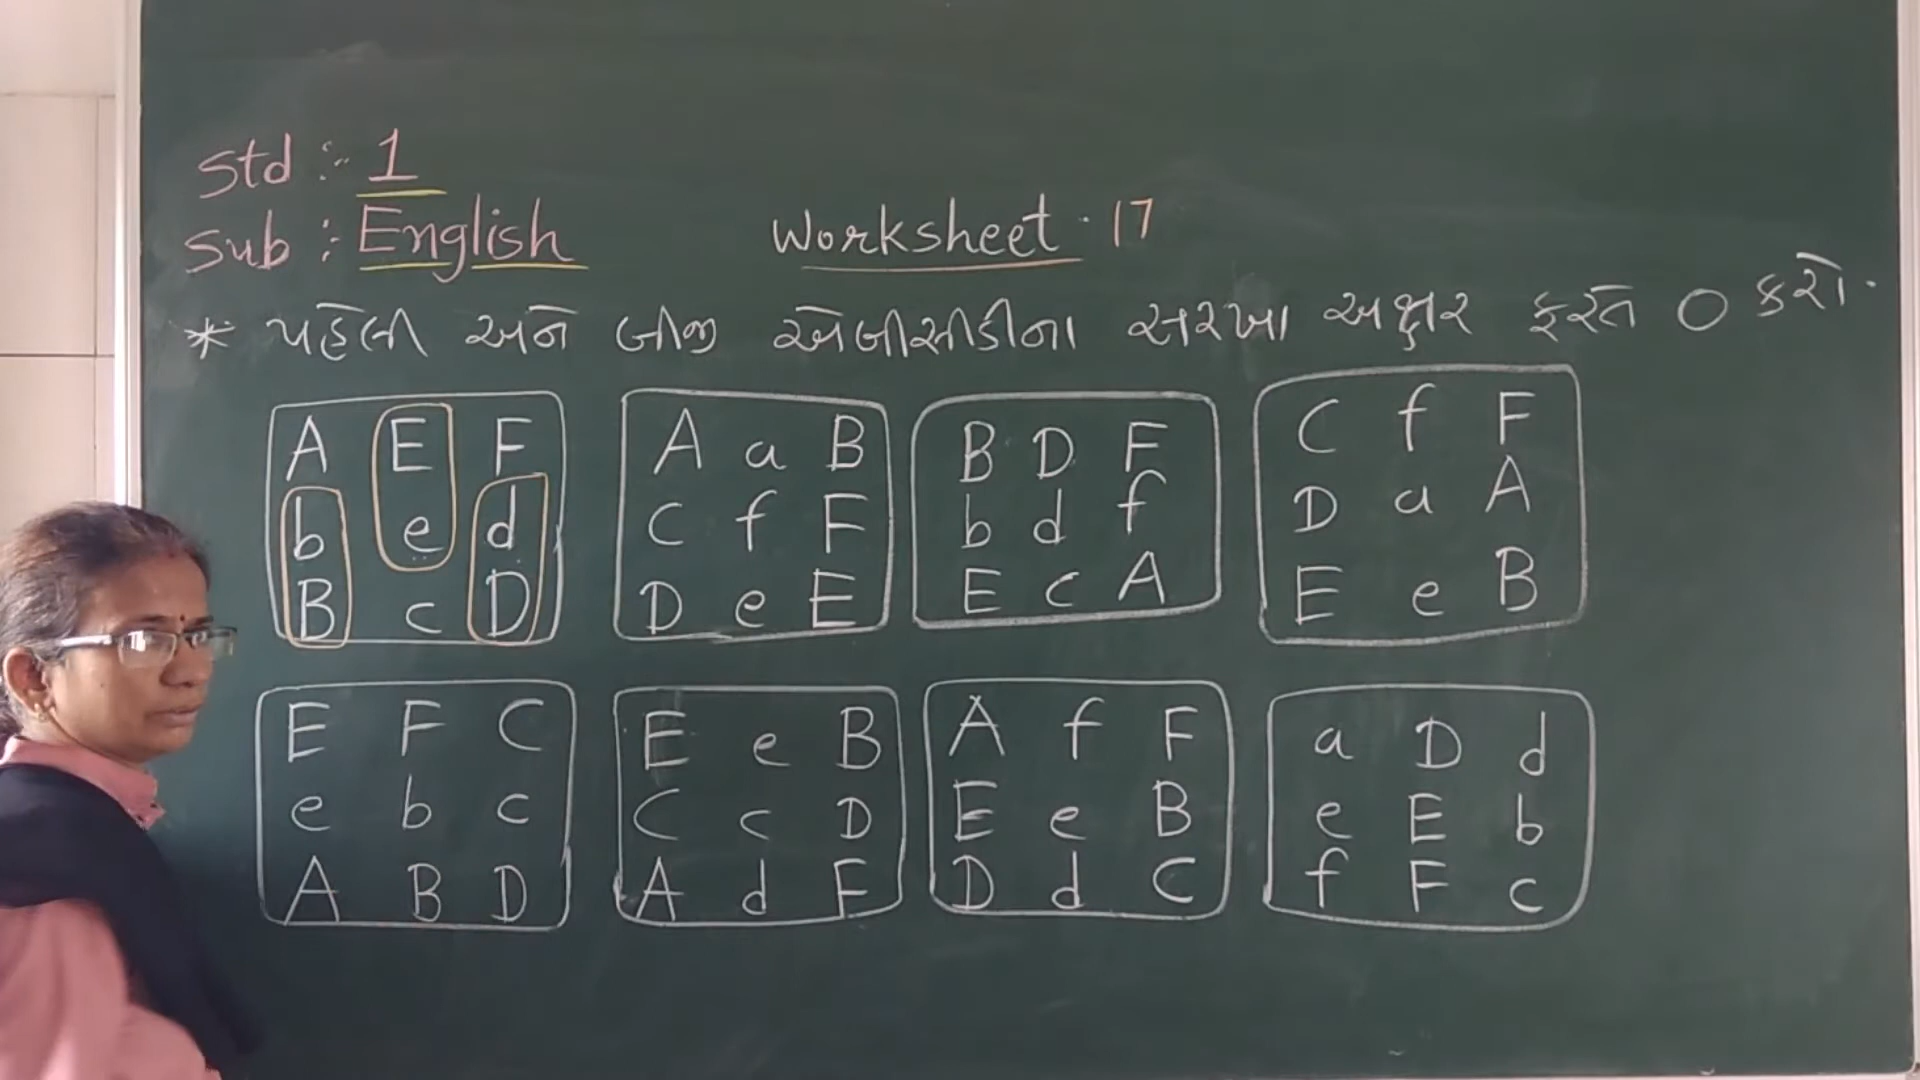 Std :- 1
Sub :- English
Worksheet - 17
* પહેલી અને બીજી એબીસીડીના સરખા અક્ષર ફરતે O કરો.
A E F
b e d
B c D
A a B
C f F
D e E
B D F
b d f
E c A
C f F
D a A
E e B
E F C
e b c
A B D
E e B
C c D
A d F
A f F
E e B
D d C
a D d
e E b
f F c